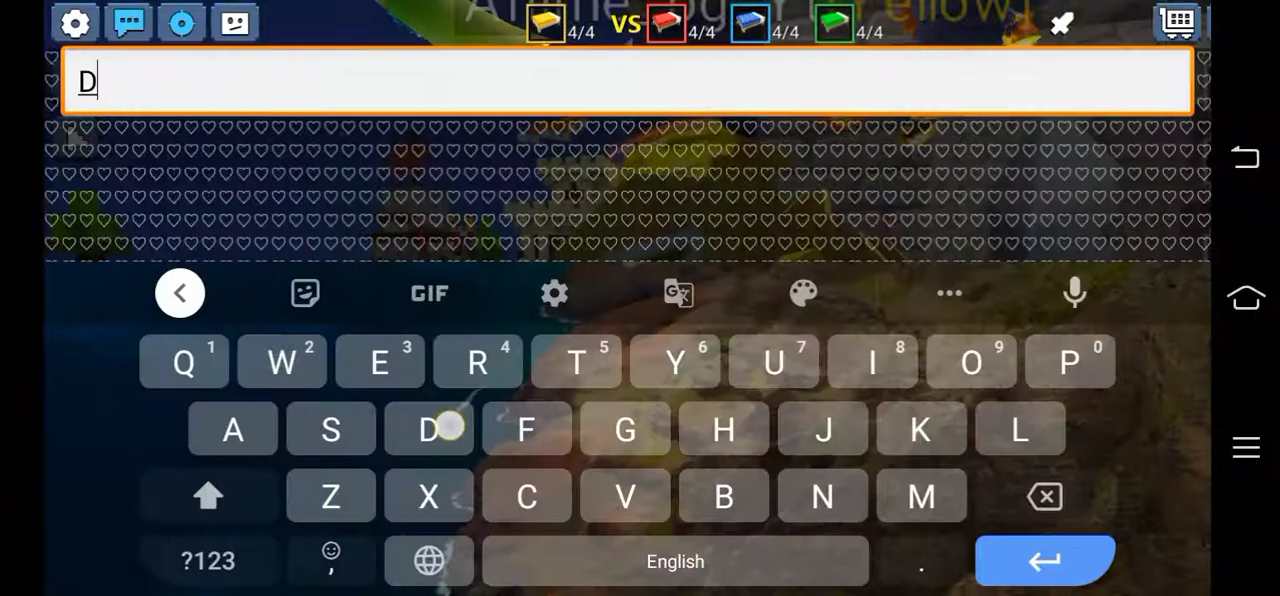 4/4 VS 4/4 4/4 4/4
D
GIF
Q 1 W 2 E 3 R 4 T 5 Y 6 U 7 I 8 O 9 P 0
A S D F G H J K L
Z X C V B N M
?123 , English .